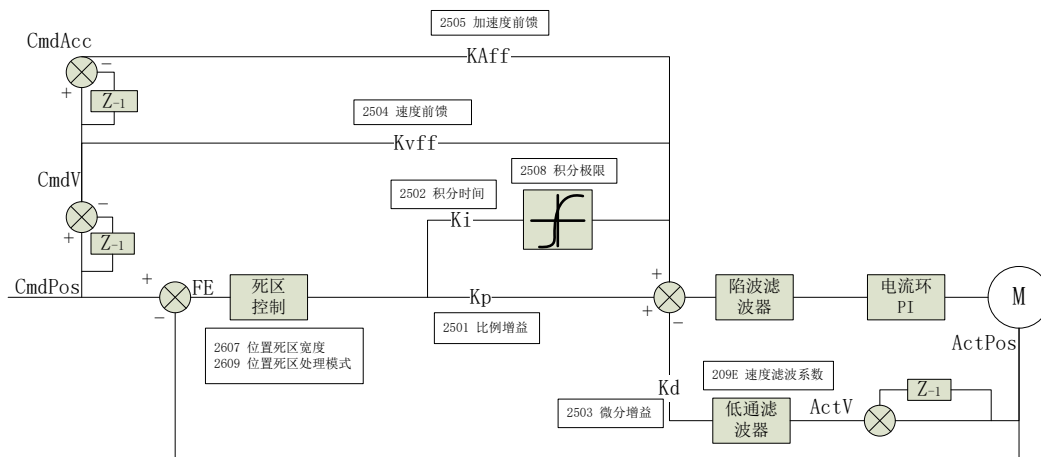 2505 加速度前馈
CmdAcc
KAff
Z-1
2504 速度前馈
Kvff
2508 积分极限
CmdV
2502 积分时间
Ki
Z-1
CmdPos
FE
死区
控制
Kp
陷波滤
波器
电流环
PI
M
2501 比例增益
2607 位置死区宽度
2609 位置死区处理模式
ActPos
Kd
209E 速度滤波系数
Z-1
2503 微分增益
低通滤
波器
ActV